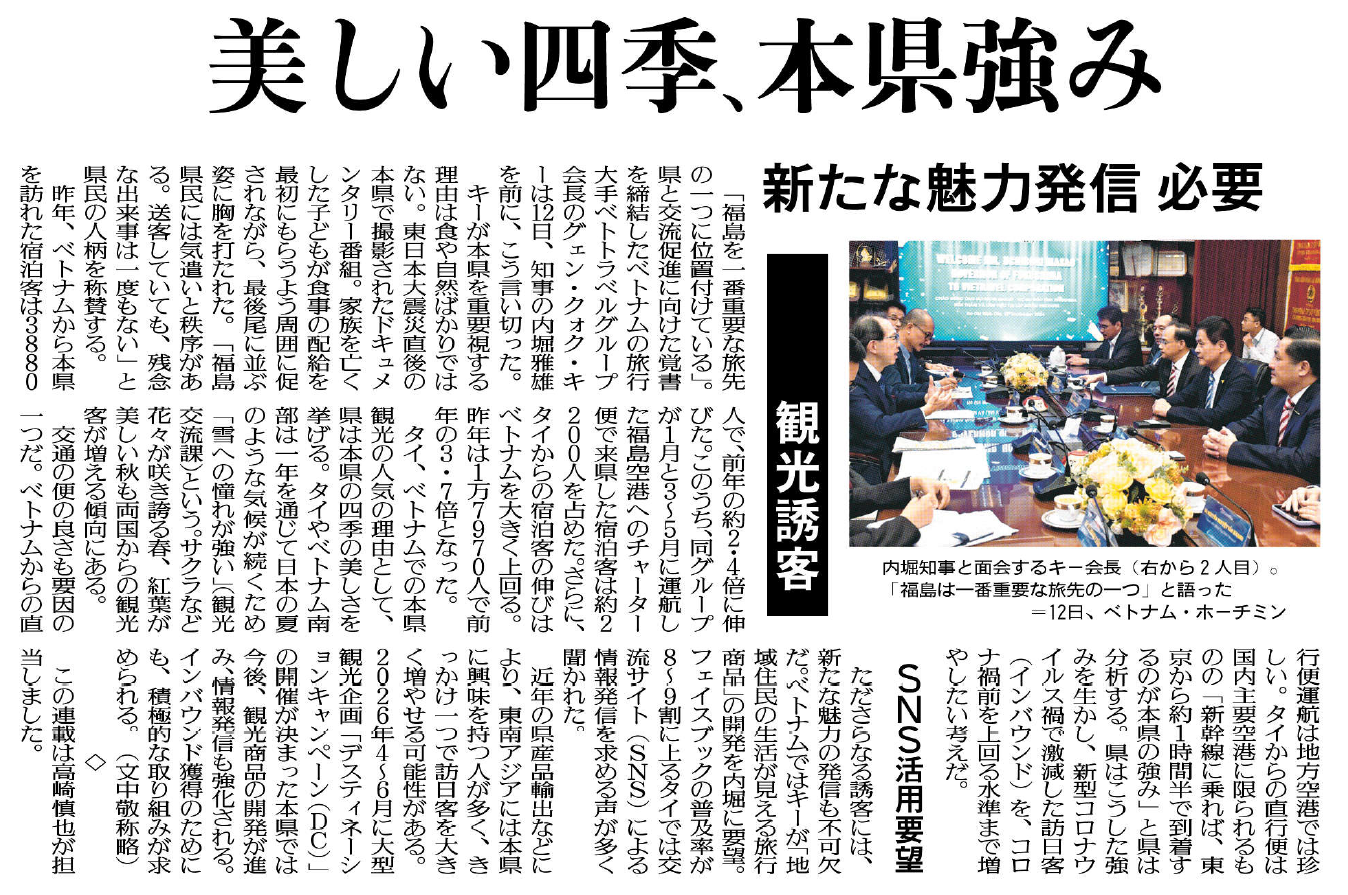 美しい四季、本県強み
新たな魅力発信 必要
観光誘客
WELCOME MR.
GOVERNOR OF FUKUSHIMA
TO VIETRAVEL CORPORATION
内堀知事と面会するキー会長（右から２人目）。
「福島は一番重要な旅先の一つ」と語った
＝12日、ベトナム・ホーチミン
「福島を一番重要な旅先
の一つに位置付けている」。
県と交流促進に向けた覚書
を締結したベトナムの旅行
大手ベトトラベルグループ
会長のグェン・クォク・キ
ーは12日、知事の内堀雅雄
を前に、こう言い切った。
キーが本県を重要視する
理由は食や自然ばかりでは
ない。東日本大震災直後の
本県で撮影されたドキュメ
ンタリー番組。家族を亡く
した子どもが食事の配給を
最初にもらうよう周囲に促
されながら、最後尾に並ぶ
姿に胸を打たれた。「福島
県民には気遣いと秩序があ
る。送客していても、残念
な出来事は一度もない」と
県民の人柄を称賛する。
昨年、ベトナムから本県
を訪れた宿泊客は３８８０
人で、前年の約２・４倍に伸
びた。このうち、同グループ
が１月と３〜５月に運航し
た福島空港へのチャーター
便で来県した宿泊客は約２
２００人を占めた。さらに、
タイからの宿泊客の伸びは
ベトナムを大きく上回る。
昨年は１万７９７０人で前
年の３・７倍となった。
タイ、ベトナムでの本県
観光の人気の理由として、
県は本県の四季の美しさを
挙げる。タイやベトナム南
部は一年を通じて日本の夏
のような気候が続くため
「雪への憧れが強い」（観光
交流課）という。サクラなど
花々が咲き誇る春、紅葉が
美しい秋も両国からの観光
客が増える傾向にある。
交通の便の良さも要因の
一つだ。ベトナムからの直
行便運航は地方空港では珍
しい。タイからの直行便は
国内主要空港に限られるも
のの「新幹線に乗れば、東
京から約１時間半で到着す
るのが本県の強み」と県は
分析する。県はこうした強
みを生かし、新型コロナウ
イルス禍で激減した訪日客
（インバウンド）を、コロ
ナ禍前を上回る水準まで増
やしたい考えだ。
ＳＮＳ活用要望
たださらなる誘客には、
新たな魅力の発信も不可欠
だ。ベトナムではキーが「地
域住民の生活が見える旅行
商品」の開発を内堀に要望。
フェイスブックの普及率が
８〜９割に上るタイでは交
流サイト（ＳＮＳ）による
情報発信を求める声が多く
聞かれた。
近年の県産品輸出などに
より、東南アジアには本県
に興味を持つ人が多く、き
っかけ一つで訪日客を大き
く増やせる可能性がある。
２０２６年４〜６月に大型
観光企画「デスティネーシ
ョンキャンペーン（ＤＣ）」
の開催が決まった本県では
今後、観光商品の開発が進
み、情報発信も強化される。
インバウンド獲得のために
も、積極的な取り組みが求
められる。（文中敬称略）
◇
この連載は高崎慎也が担
当しました。